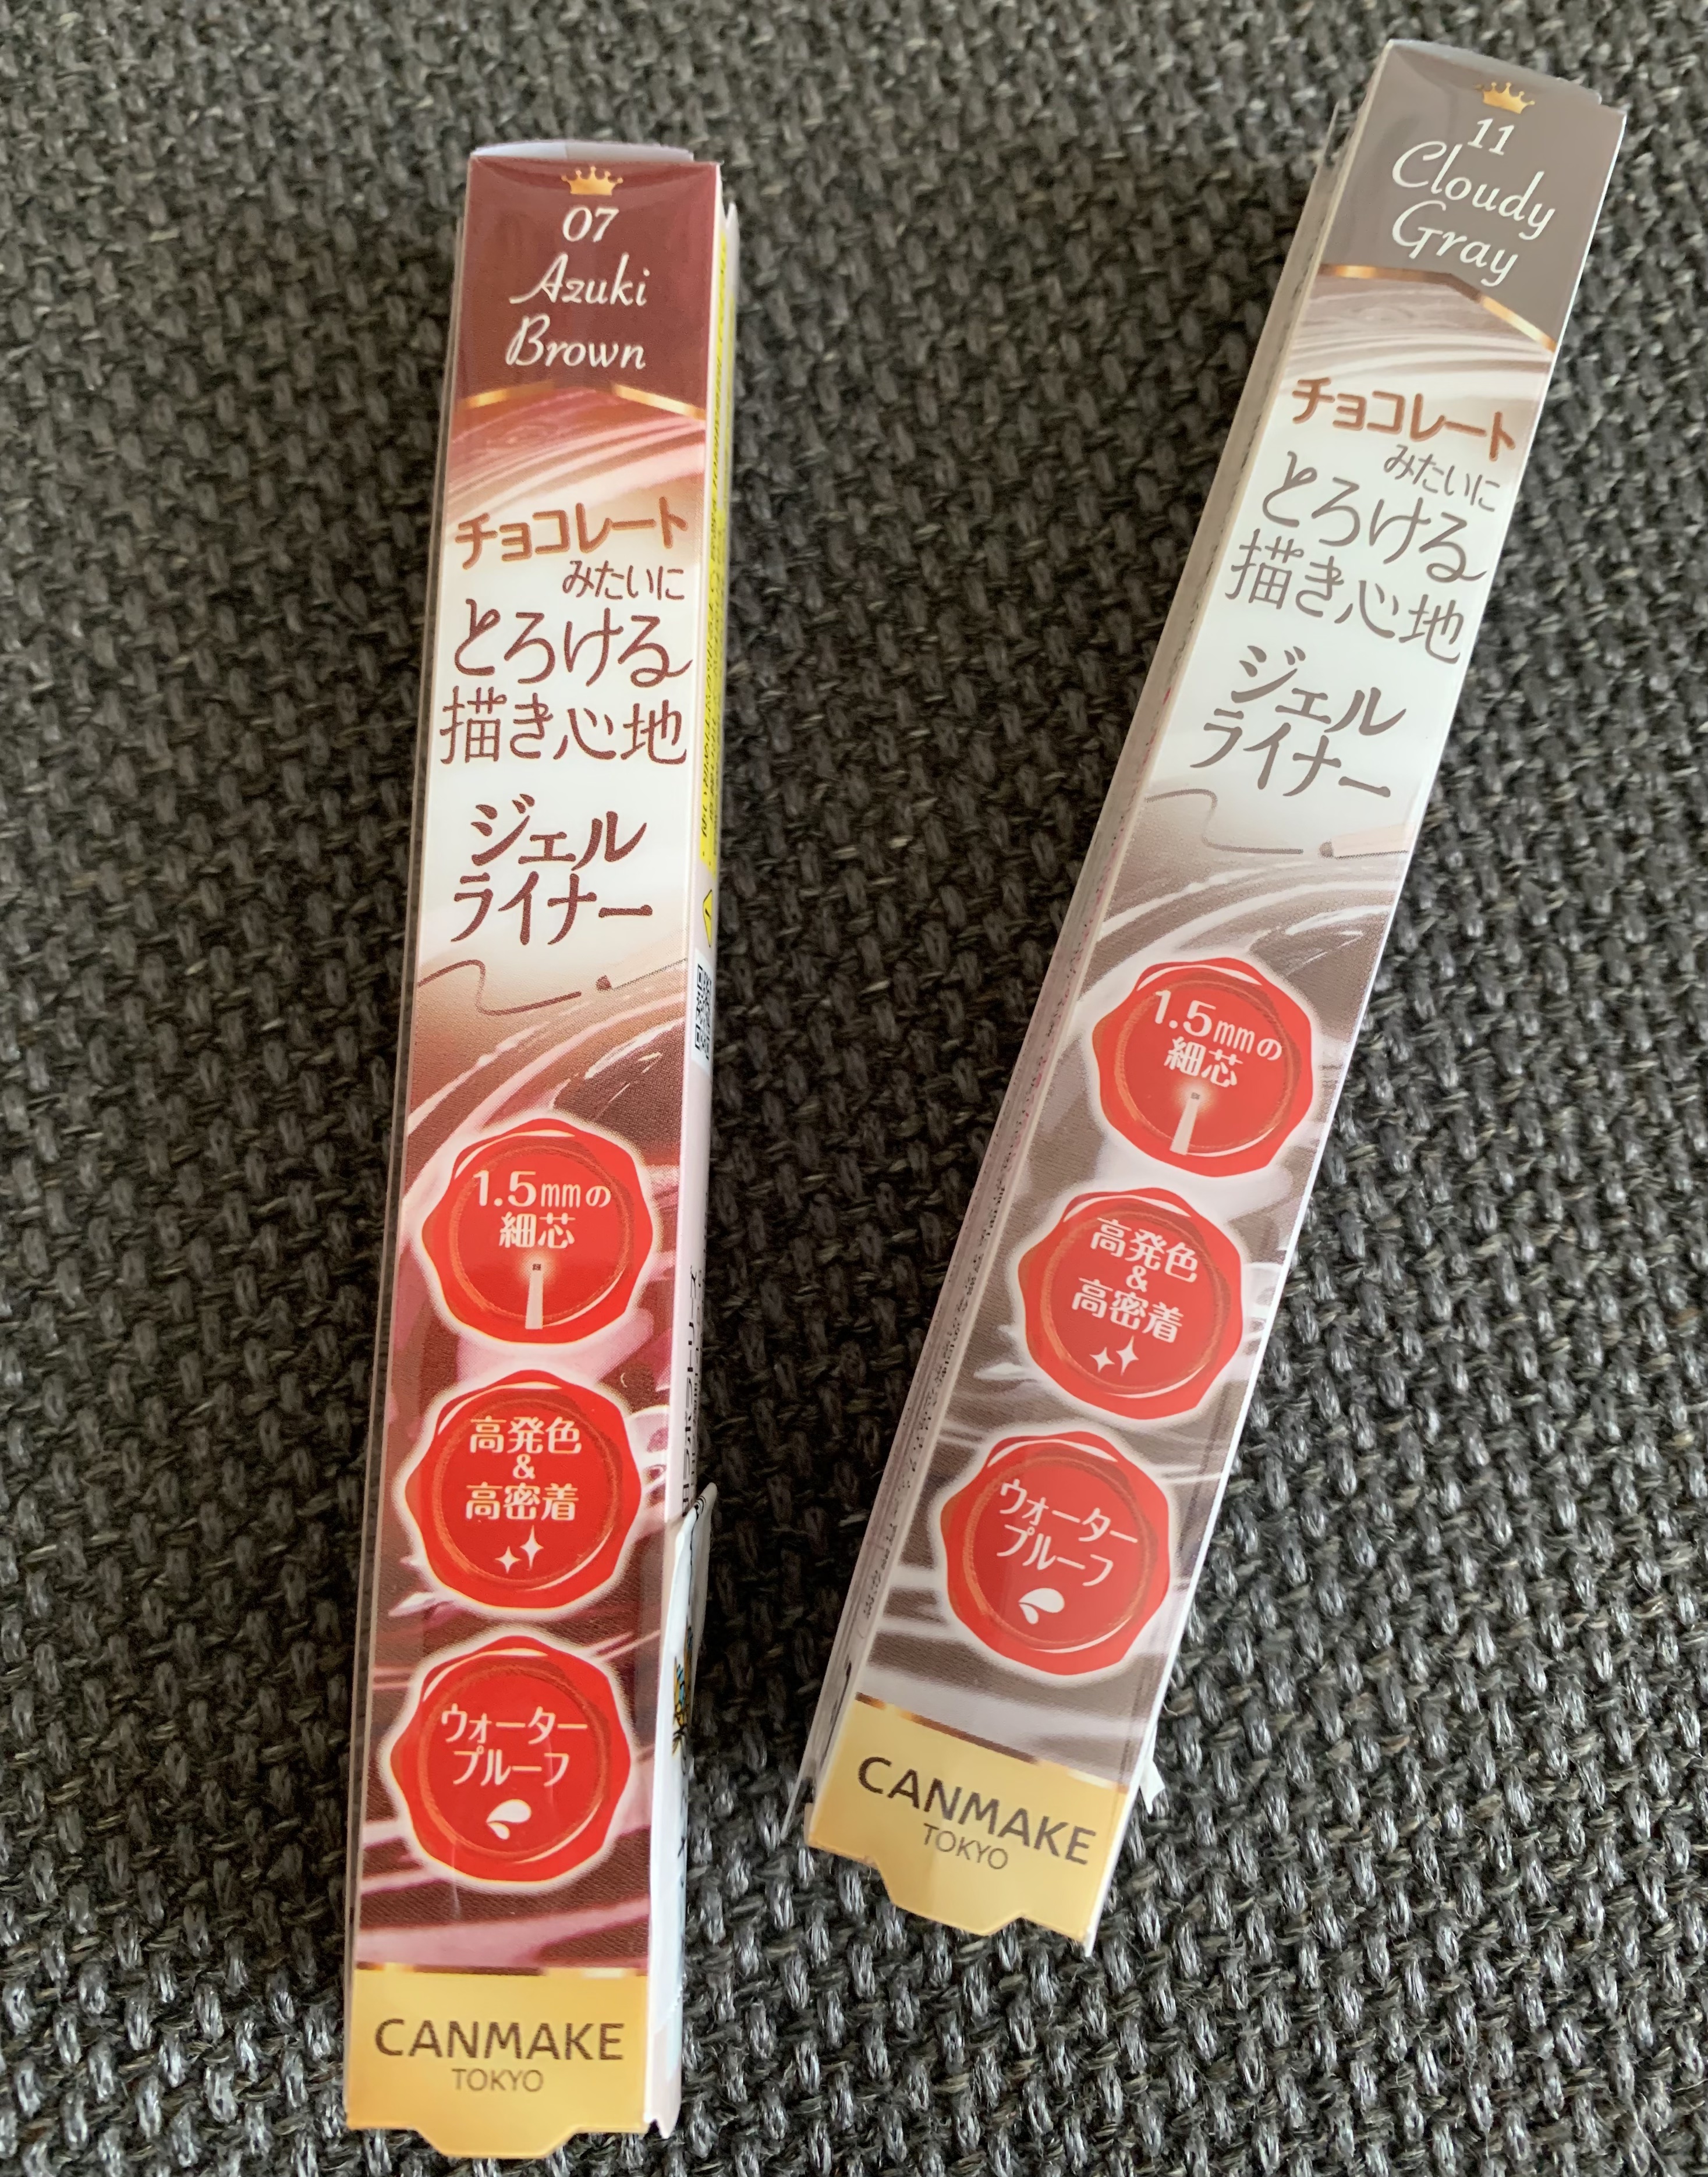 07
Azuki
Brown
チョコレート
みたいに
とろける
描き心地
ジェル
ライナー
1.5mmの
細芯
高発色
&
高密着
ウォーター
プルーフ
CANMAKE
TOKYO
11
Cloudy
Gray
チョコレート
みたいに
とろける
描き心地
ジェル
ライナー
1.5mmの
細芯
高発色
&
高密着
ウォーター
プルーフ
CANMAKE
TOKYO